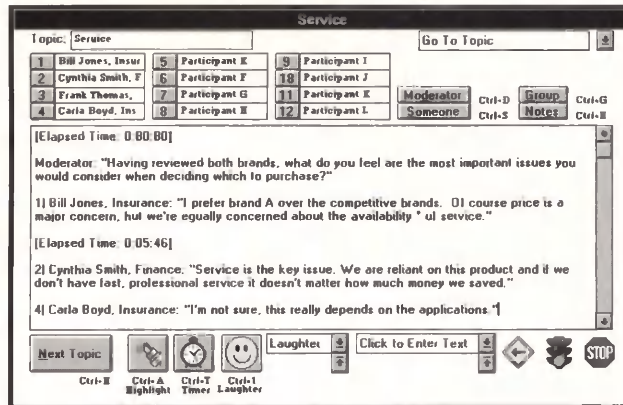 Service
Topic: Service
Go To Topic
1 Bill Jones, Insur
5 Participant E
9 Participant I
2 Cynthia Smith, F
6 Participant F
10 Participant J
3 Frank Thomas,
7 Participant G
11 Participant K
4 Carla Boyd, Ins
8 Participant H
12 Participant L
Moderator Ctrl-D Group Ctrl-G
Someone Ctrl-S Notes
[Elapsed Time: 0:00:00]
Moderator: "Having reviewed both brands, what do you feel are the most important issues you
would consider when deciding which to purchase?"
1] Bill Jones, Insurance: "I prefer brand A over the competitive brands. Of course price is a
major concern, but we're equally concerned about the availability * of service."
[Elapsed Time: 0:05:46]
2] Cynthia Smith, Finance: "Service is the key issue. We are reliant on this product and if we
don't have fast, professional service it doesn't matter how much money we saved."
4] Carla Boyd, Insurance: "I'm not sure, this really depends on the applications."
Next Topic
Laughter
Click to Enter Text
STOP
Ctrl-A Ctrl-T Ctrl-1
Highlight Timer Laughter